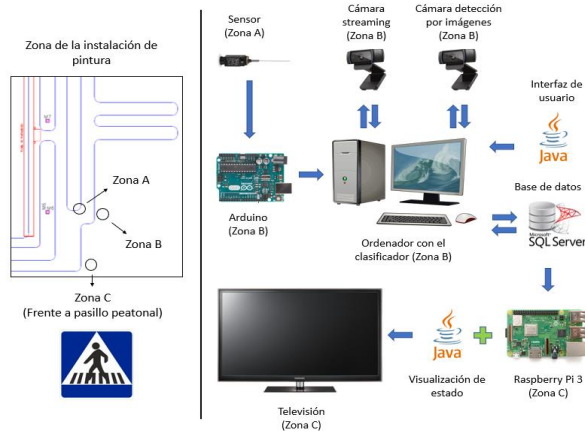 Zona de la instalación de
pintura
Zona A
Zona B
Zona C
(Frente a pasillo peatonal)
Sensor
(Zona A)
Cámara
streaming
(Zona B)
Cámara detección
por imágenes
(Zona B)
Interfaz de
usuario
Java
Arduino
(Zona B)
Ordenador con el
clasificador (Zona B)
Base de datos
Microsoft
SQL Server
Televisión
(Zona C)
Java
Visualización de
estado
Raspberry Pi 3
(Zona C)